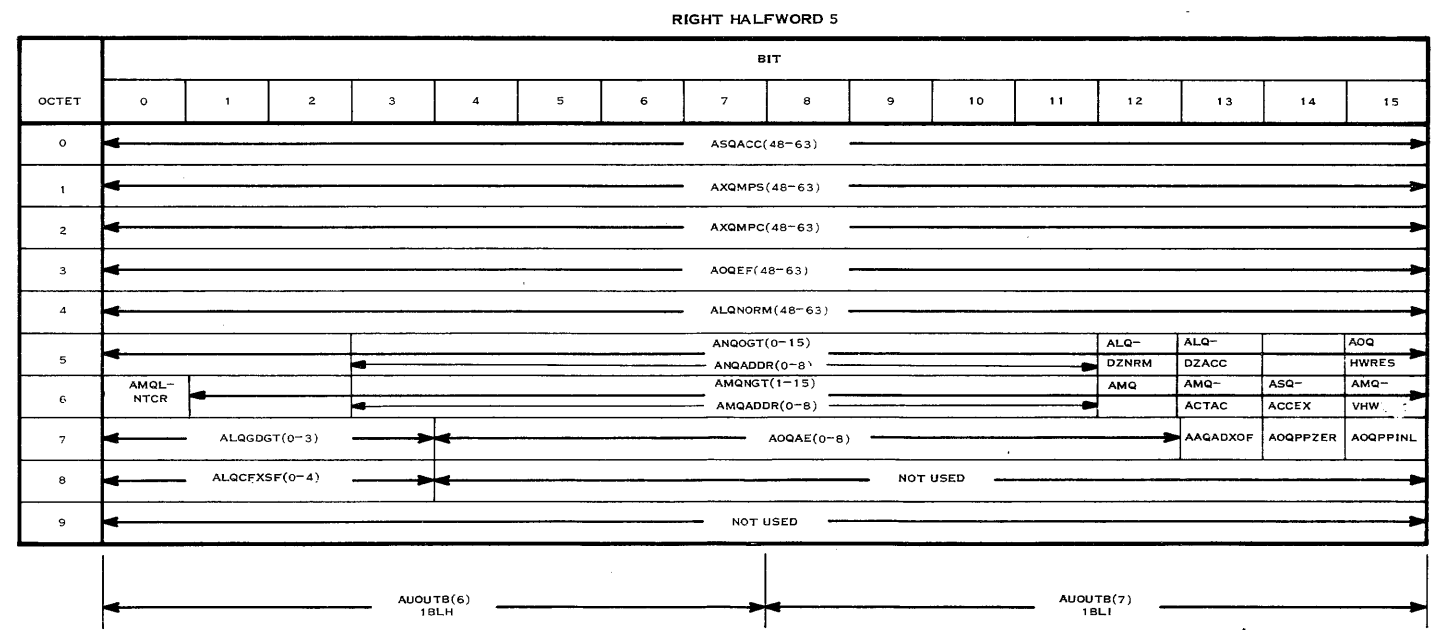 RIGHT HALFWORD 5
BIT
OCTET 0 1 2 3 4 5 6 7 8 9 10 11 12 13 14 15
0 ASQACC(48-63)
1 AXQMPS(48-63)
2 AXQMPC(48-63)
3 AOQEF(48-63)
4 ALQNORM(48-63)
5 ANQOGT(0-15) ALQ- ALQ- AOQ
ANQADDR(0-8) DZNRM DZACC HWRES
6 AMQL- AMQNGT(1-15) AMQ AMQ- ASQ- AMQ-
NTCR AMQADDR(0-8) ACTAC ACCEX VHW
7 ALQGDGT(0-3) AOQAE(0-8) AAQADXOF AOQPPZER AOQPPINL
8 ALQCFXSF(0-4) NOT USED
9 NOT USED
AUOUTB(6) AUOUTB(7)
1BLH 1BLI